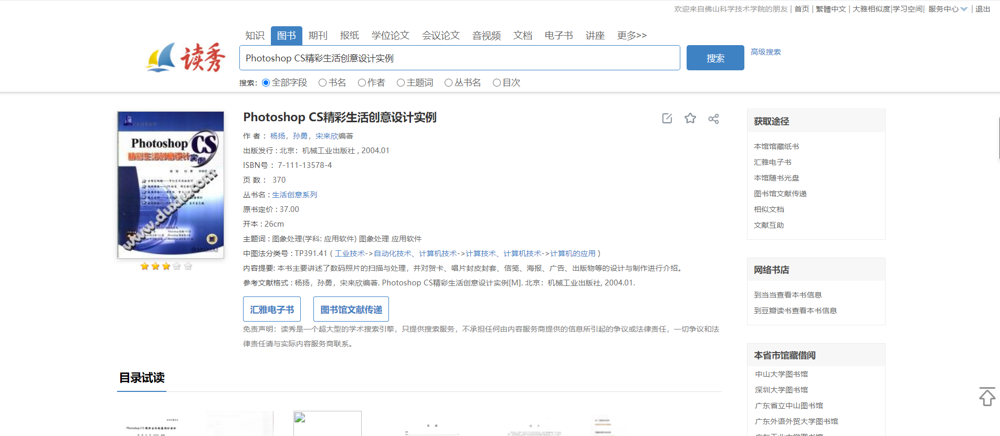 欢迎来自佛山科学技术学院的朋友 | 首页 | 繁體中文 | 大雅相似度|学习空间| 服务中心 | 退出
知识 图书 期刊 报纸 学位论文 会议论文 音视频 文档 电子书 讲座 更多>>
读秀
Photoshop CS精彩生活创意设计实例
搜索
高级搜索
搜索: 全部字段 书名 作者 主题词 丛书名 目次
Photoshop CS
精彩生活创意设计实例
www.duxiu.com
Photoshop CS精彩生活创意设计实例
作 者 : 杨扬，孙勇，宋来欣编著
出版发行 : 北京：机械工业出版社 , 2004.01
ISBN号 : 7-111-13578-4
页 数 : 370
丛书名 : 生活创意系列
原书定价 : 37.00
开本 : 26cm
主题词 : 图象处理(学科: 应用软件) 图象处理 应用软件
中图法分类号 : TP391.41 ( 工业技术->自动化技术、计算机技术->计算技术、计算机技术->计算机的应用 )
内容提要: 本书主要讲述了数码照片的扫描与处理，并对贺卡、唱片封皮封套、信笺、海报、广告、出版物等的设计与制作进行介绍。
参考文献格式 : 杨扬，孙勇，宋来欣编著. Photoshop CS精彩生活创意设计实例[M]. 北京：机械工业出版社, 2004.01.
汇雅电子书 图书馆文献传递
免责声明：读秀是一个超大型的学术搜索引擎，只提供搜索服务，不承担任何由内容服务商提供的信息所引起的争议或法律责任，一切争议和法
律责任请与实际内容服务商联系。
目录试读
Photoshop CS 精彩生活创意设计实例
获取途径
本馆馆藏纸书
汇雅电子书
本馆随书光盘
图书馆文献传递
相似文档
文献互助
网络书店
到当当查看本书信息
到豆瓣读书查看本书信息
本省市馆藏借阅
中山大学图书馆
深圳大学图书馆
广东省立中山图书馆
广东外语外贸大学图书馆
广东工业大学图书馆